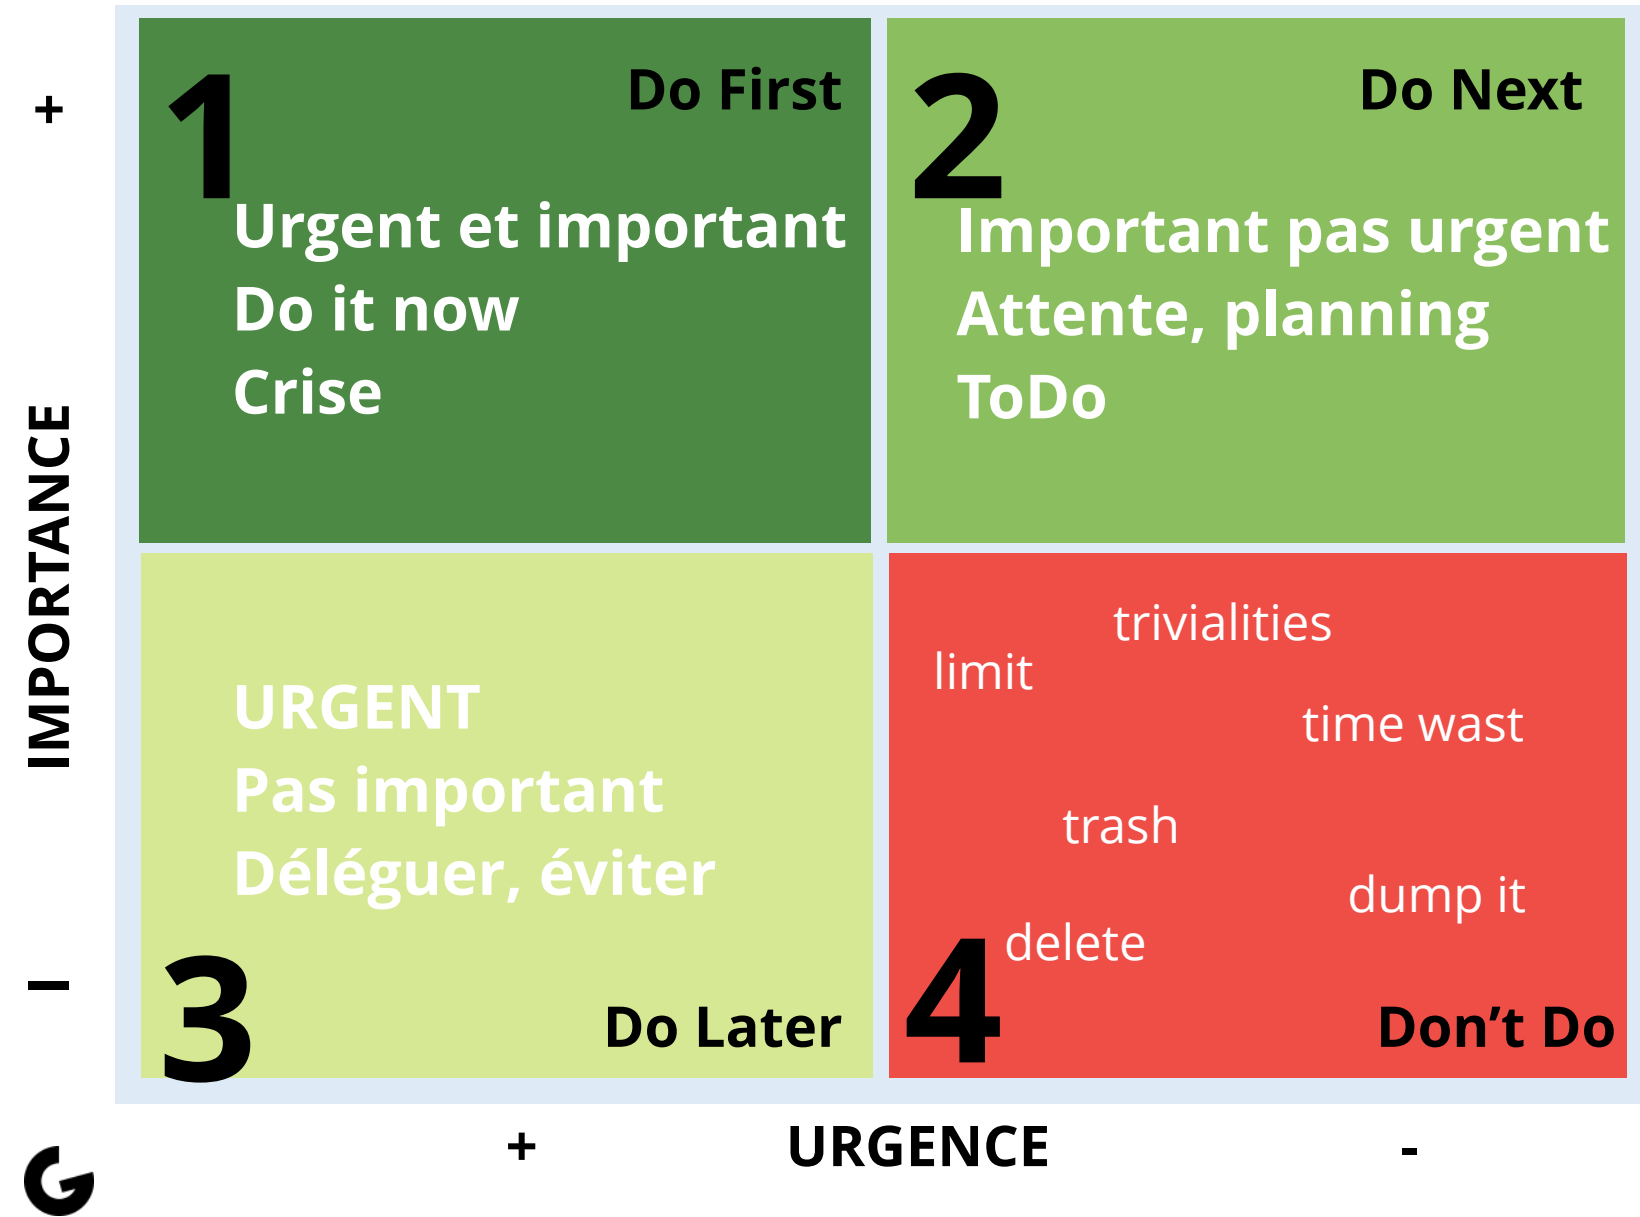 +
IMPORTANCE
-
1
Do First
Urgent et important
Do it now
Crise
2
Do Next
Important pas urgent
Attente, planning
ToDo
URGENT
Pas important
Déléguer, éviter
3
Do Later
trivialities
limit
time wast
trash
dump it
delete
4
Don’t Do
+
URGENCE
-
G